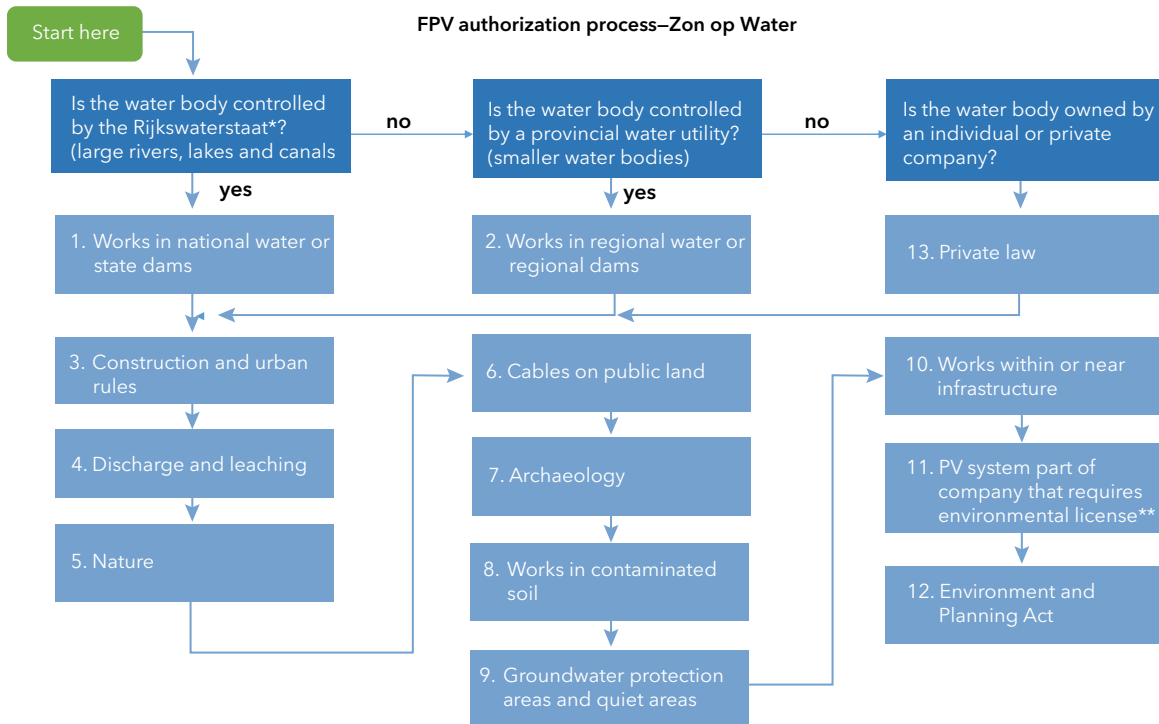 FPV authorization process—Zon op Water
Start here
Is the water body controlled
by the Rijkswaterstaat*?
(large rivers, lakes and canals
no
Is the water body controlled
by a provincial water utility?
(smaller water bodies)
no
Is the water body owned by
an individual or private
company?
yes
yes
1. Works in national water or
state dams
2. Works in regional water or
regional dams
13. Private law
3. Construction and urban
rules
4. Discharge and leaching
5. Nature
6. Cables on public land
7. Archaeology
8. Works in contaminated
soil
9. Groundwater protection
areas and quiet areas
10. Works within or near
infrastructure
11. PV system part of
company that requires
environmental license**
12. Environment and
Planning Act